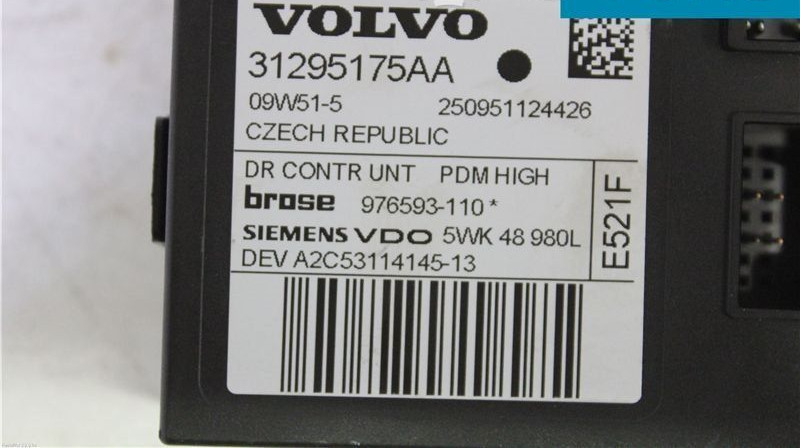 VOLVO
31295175AA
09W51-5 250951124426
CZECH REPUBLIC
DR CONTR UNT PDM HIGH
brose 976593-110*
SIEMENS VDO 5WK 48 980L
DEV A2C53114145-13
E521F